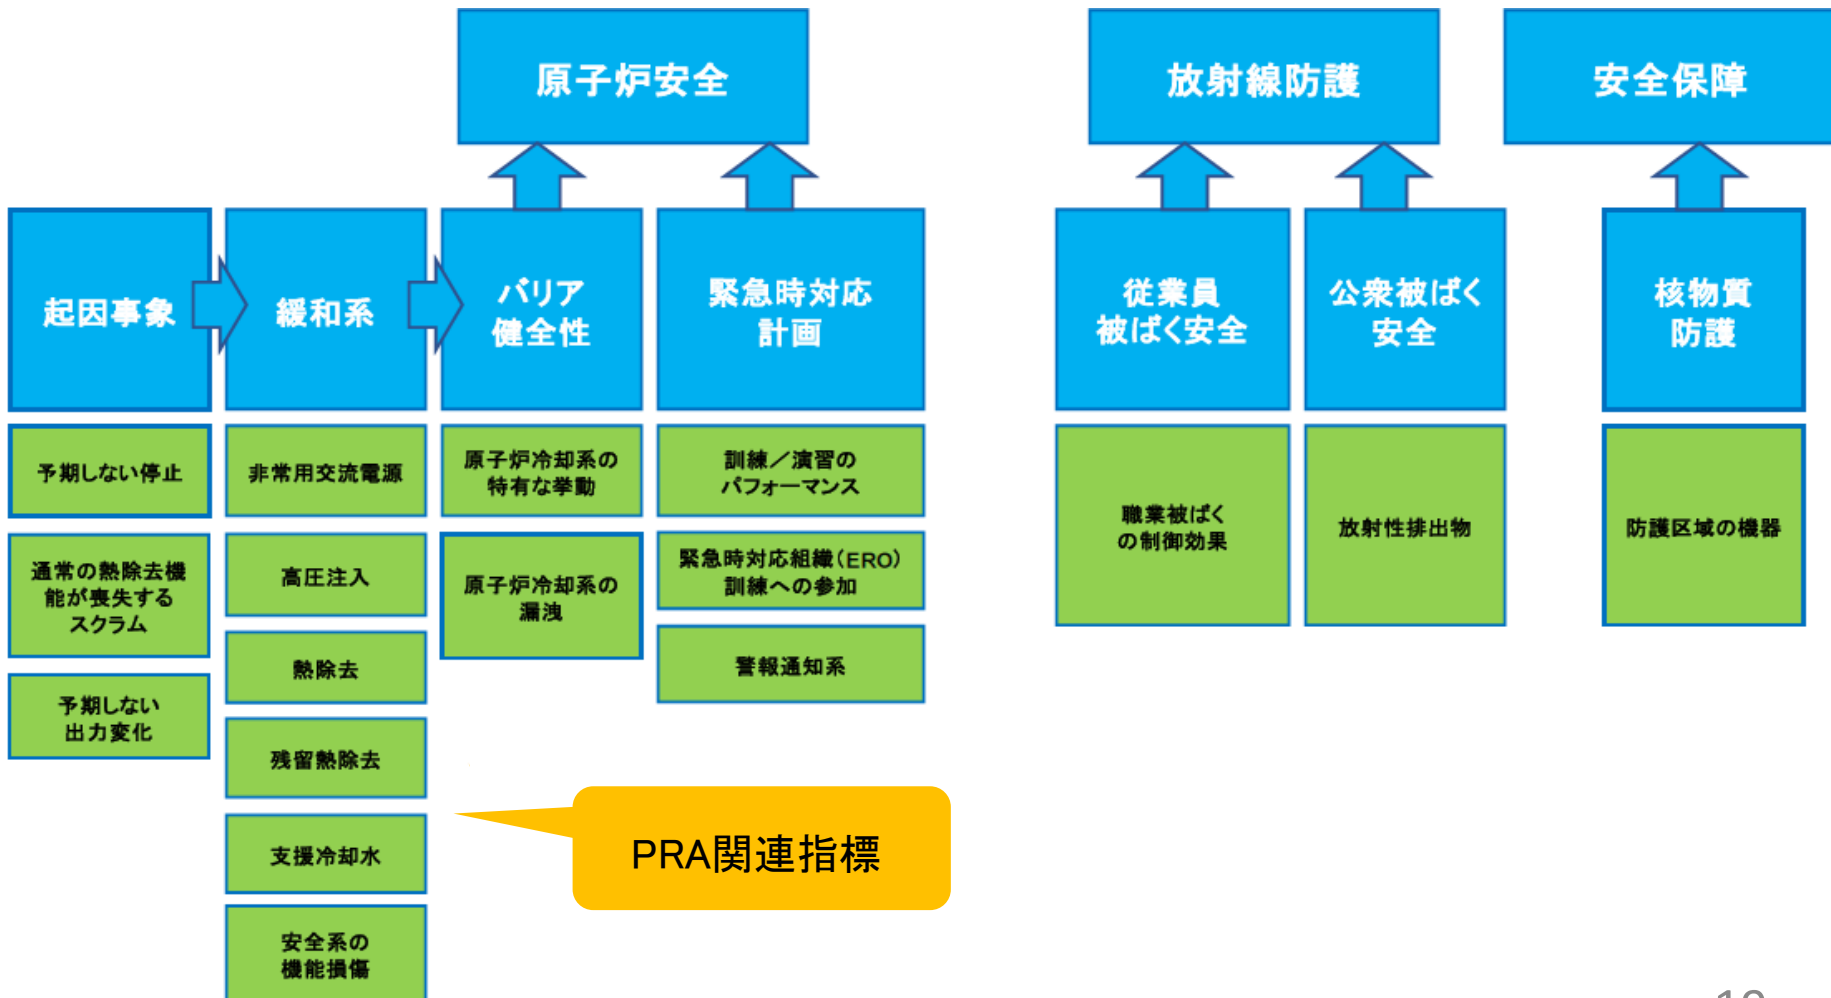 原子炉安全
放射線防護
安全保障
起因事象
緩和系
バリア
健全性
緊急時対応
計画
従業員
被ばく安全
公衆被ばく
安全
核物質
防護
予期しない停止
通常の熱除去機
能が喪失する
スクラム
予期しない
出力変化
非常用交流電源
高圧注入
熱除去
残留熱除去
支援冷却水
安全系の
機能損傷
原子炉冷却系の
特有な挙動
原子炉冷却系の
漏洩
訓練／演習の
パフォーマンス
緊急時対応組織(ERO)
訓練への参加
警報通知系
職業被ばく
の制御効果
放射性排出物
防護区域の機器
PRA関連指標